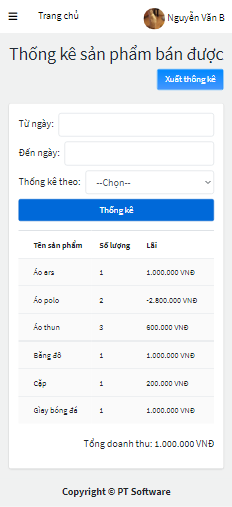 Trang chủ
Nguyễn Văn B
Thống kê sản phẩm bán được
Xuất thống kê
Từ ngày:
Đến ngày:
Thống kê theo: --Chọn--
Thống kê
Tên sản phẩm Số lượng Lãi
Áo ars 1 1.000.000 VNĐ
Áo polo 2 -2.800.000 VNĐ
Áo thun 3 600.000 VNĐ
Băng đô 1 1.000.000 VNĐ
Cặp 1 200.000 VNĐ
Giày bóng đá 1 1.000.000 VNĐ
Tổng doanh thu: 1.000.000 VNĐ
Copyright © PT Software